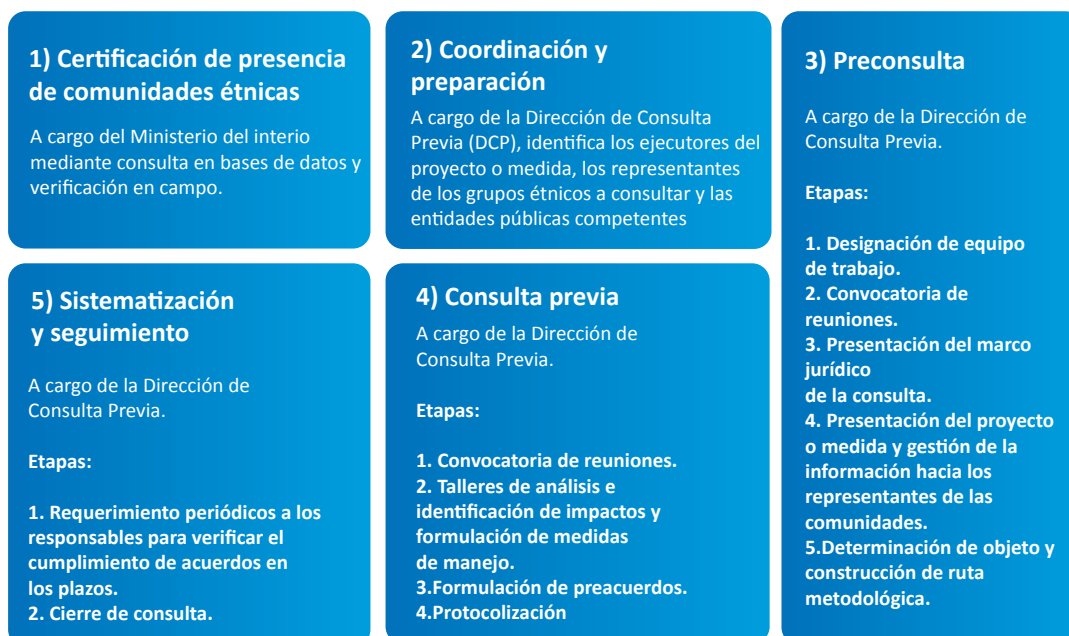 1) Certificación de presencia
de comunidades étnicas
A cargo del Ministerio del interio
mediante consulta en bases de datos y
verificación en campo.
2) Coordinación y
preparación
A cargo de la Dirección de Consulta
Previa (DCP), identifica los ejecutores del
proyecto o medida, los representantes
de los grupos étnicos a consultar y las
entidades públicas competentes
3) Preconsulta
A cargo de la Dirección de
Consulta Previa.
Etapas:
1. Designación de equipo
de trabajo.
2. Convocatoria de
reuniones.
3. Presentación del marco
jurídico
de la consulta.
4. Presentación del proyecto
o medida y gestión de la
información hacia los
representantes de las
comunidades.
5.Determinación de objeto y
construcción de ruta
metodológica.
4) Consulta previa
A cargo de la Dirección de
Consulta Previa.
Etapas:
1. Convocatoria de reuniones.
2. Talleres de análisis e
identificación de impactos y
formulación de medidas
de manejo.
3.Formulación de preacuerdos.
4.Protocolización
5) Sistematización
y seguimiento
A cargo de la Dirección de
Consulta Previa.
Etapas:
1. Requerimiento periódicos a los
responsables para verificar el
cumplimiento de acuerdos en
los plazos.
2. Cierre de consulta.